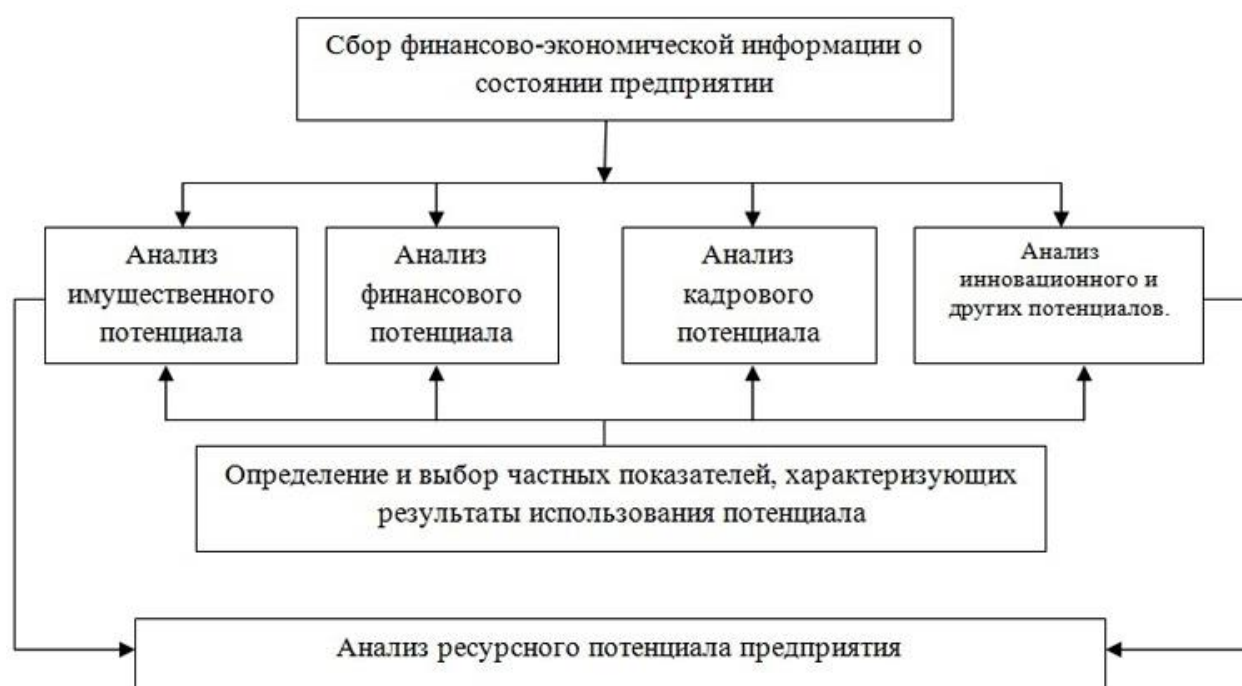 Сбор финансово-экономической информации о
состоянии предприятии
Анализ
имущественного
потенциала
Анализ
финансового
потенциала
Анализ
кадрового
потенциала
Анализ
инновационного и
других потенциалов.
Определение и выбор частных показателей, характеризующих
результаты использования потенциала
Анализ ресурсного потенциала предприятия